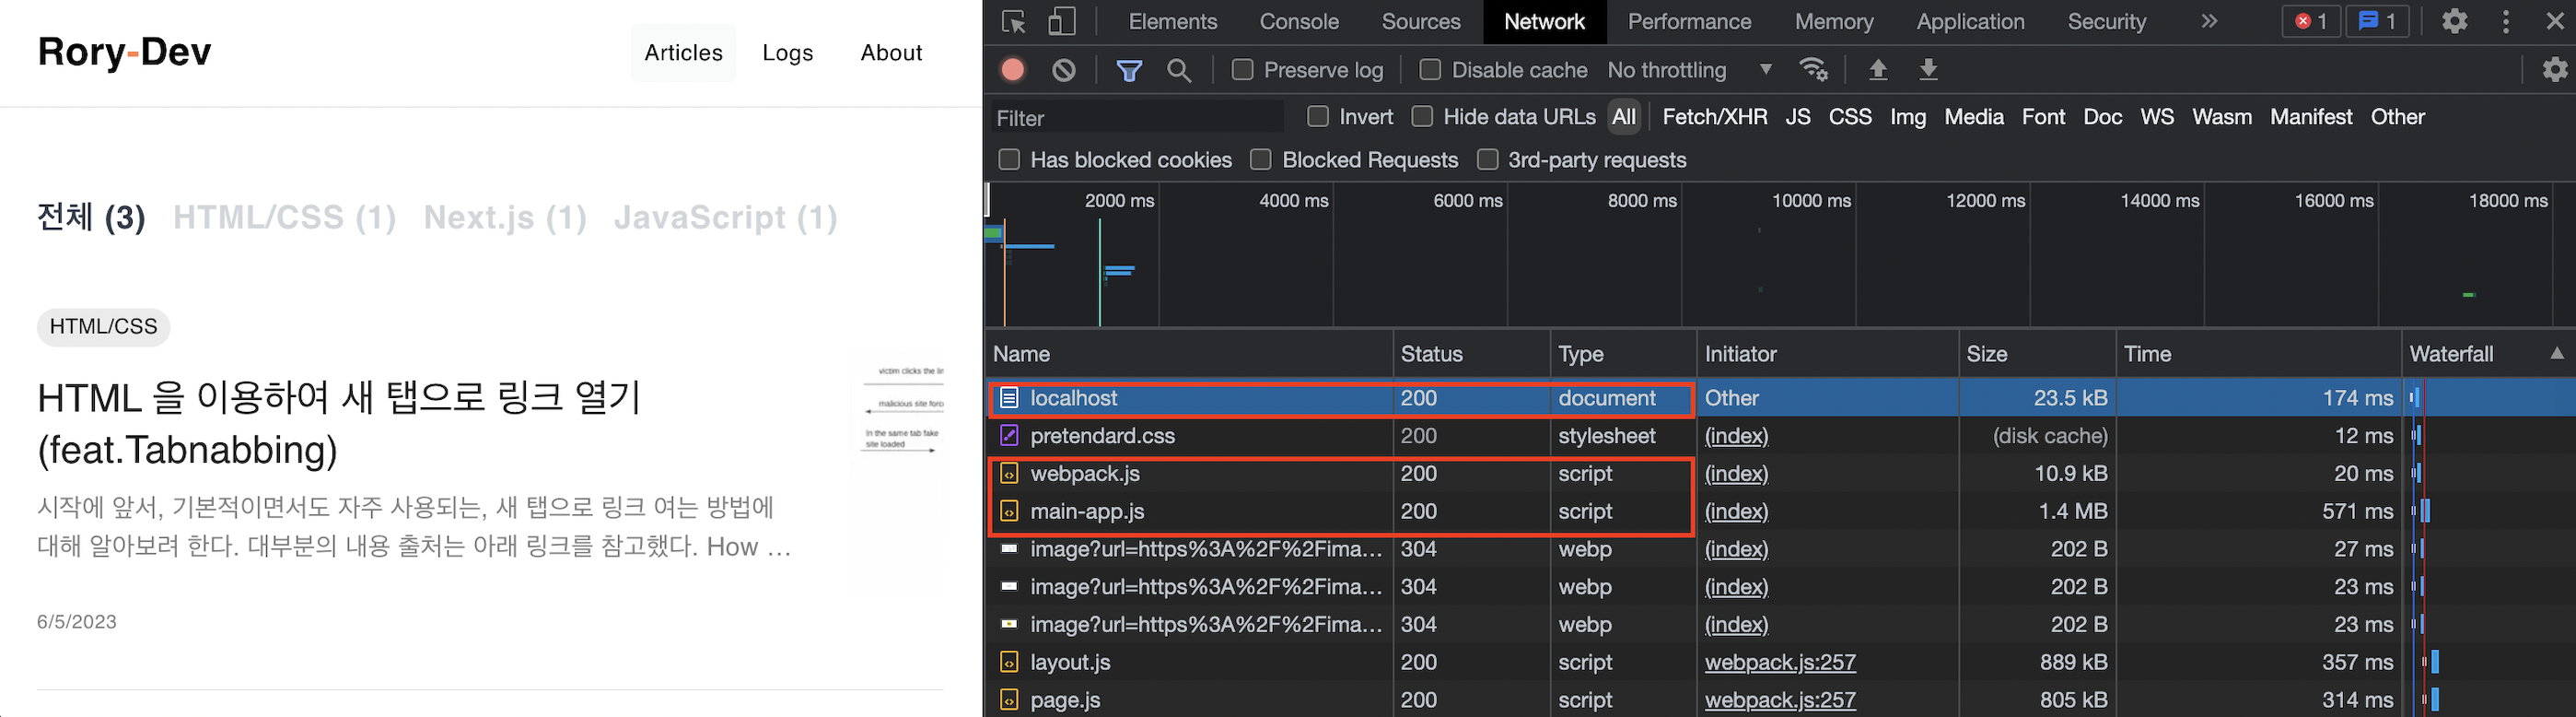 Rory-Dev
Articles Logs About
전체 (3) HTML/CSS (1) Next.js (1) JavaScript (1)
HTML/CSS
HTML 을 이용하여 새 탭으로 링크 열기
(feat.Tabnabbing)
시작에 앞서, 기본적이면서도 자주 사용되는, 새 탭으로 링크 여는 방법에
대해 알아보려 한다. 대부분의 내용 출처는 아래 링크를 참고했다. How ...
6/5/2023
victim clicks the
malicious site
In the same tab fake
site loaded
Elements Console Sources Network Performance Memory Application Security 1 1
Preserve log Disable cache No throttling
Filter Invert Hide data URLs All Fetch/XHR JS CSS Img Media Font Doc WS Wasm Manifest Other
Has blocked cookies Blocked Requests 3rd-party requests
2000 ms 4000 ms 6000 ms 8000 ms 10000 ms 12000 ms 14000 ms 16000 ms 18000 ms
Name Status Type Initiator Size Time Waterfall
localhost 200 document Other 23.5 kB 174 ms
pretendard.css 200 stylesheet (index) (disk cache) 12 ms
webpack.js 200 script (index) 10.9 kB 20 ms
main-app.js 200 script (index) 1.4 MB 571 ms
image?url=https%3A%2F%2Fima... 304 webp (index) 202 B 27 ms
image?url=https%3A%2F%2Fima... 304 webp (index) 202 B 23 ms
image?url=https%3A%2F%2Fima... 304 webp (index) 202 B 23 ms
layout.js 200 script webpack.js:257 889 kB 357 ms
page.js 200 script webpack.js:257 805 kB 314 ms